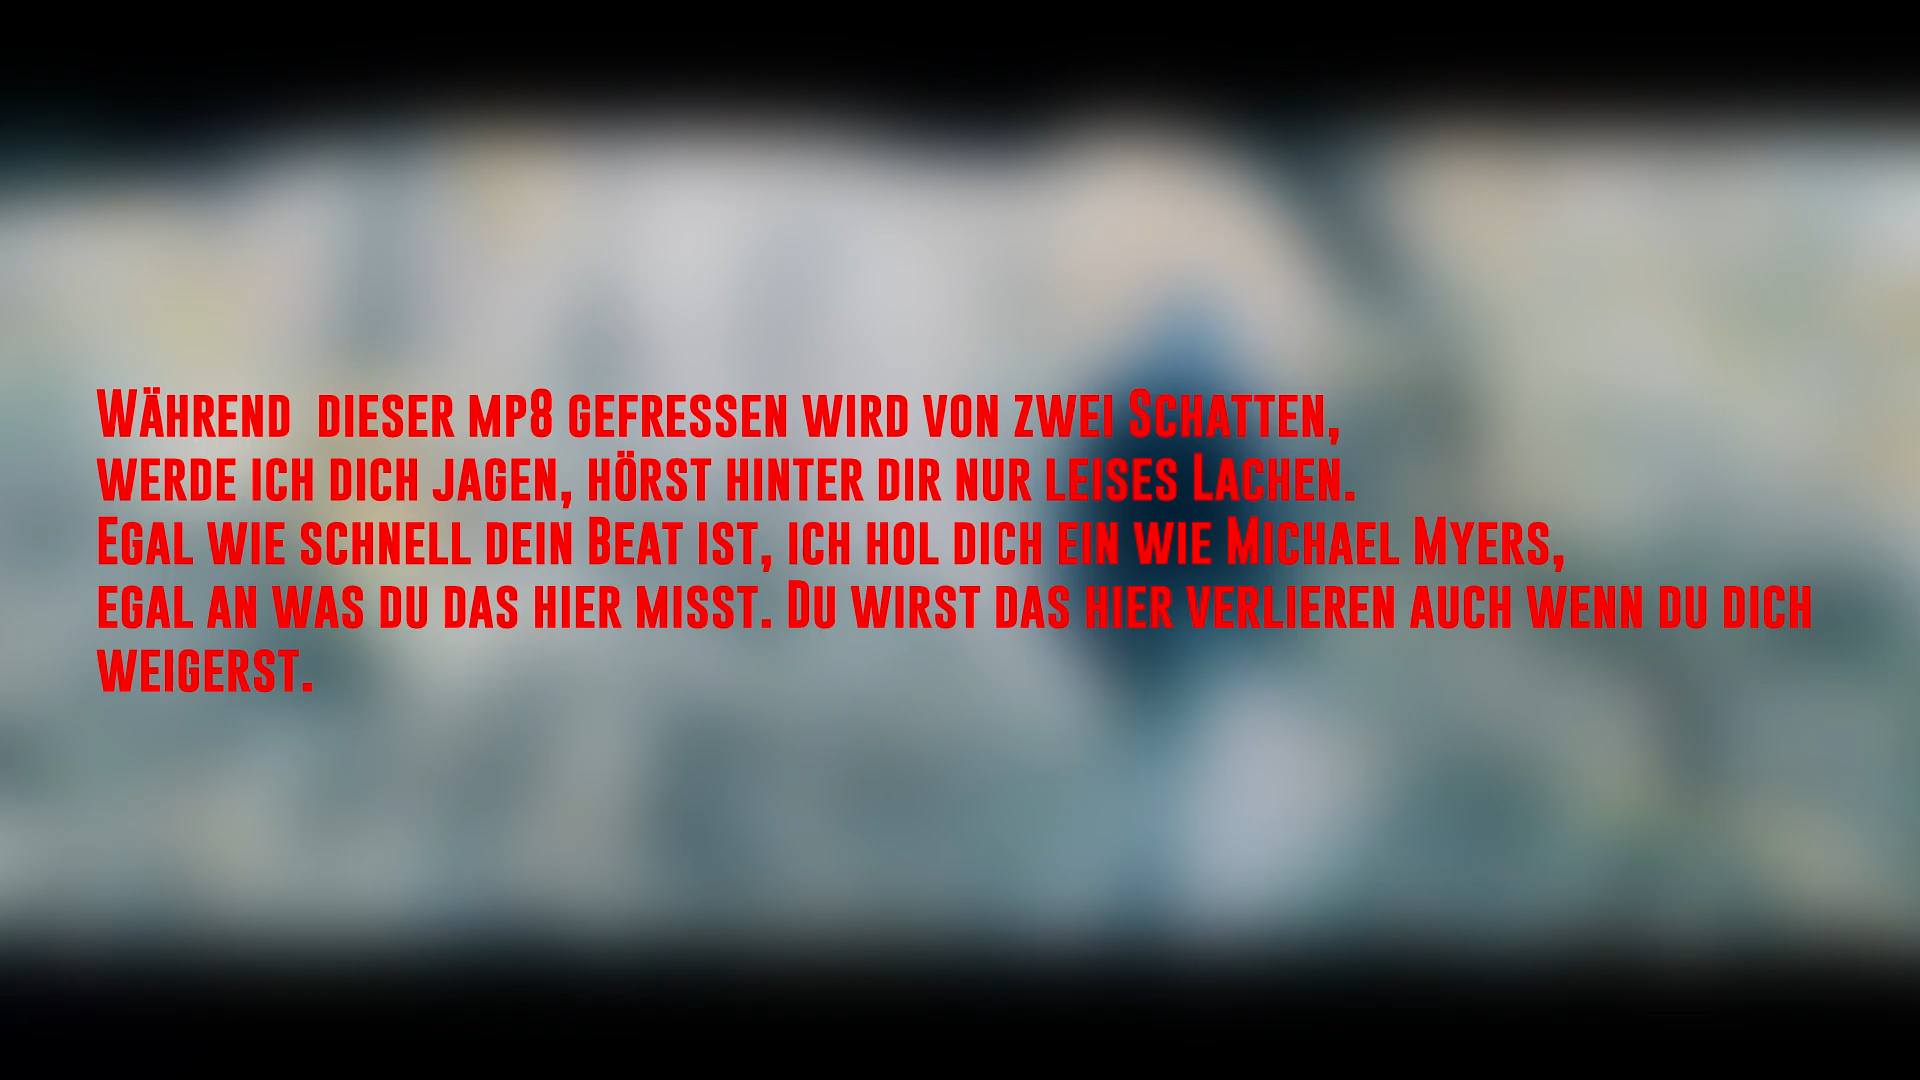 Während dieser mp8 gefressen wird von zwei Schatten,
werde ich dich jagen, hörst hinter dir nur leises Lachen.
Egal wie schnell dein Beat ist, ich hol dich ein wie Michael Myers,
egal an was du das hier misst. Du wirst das hier verlieren auch wenn du dich
weigerst.